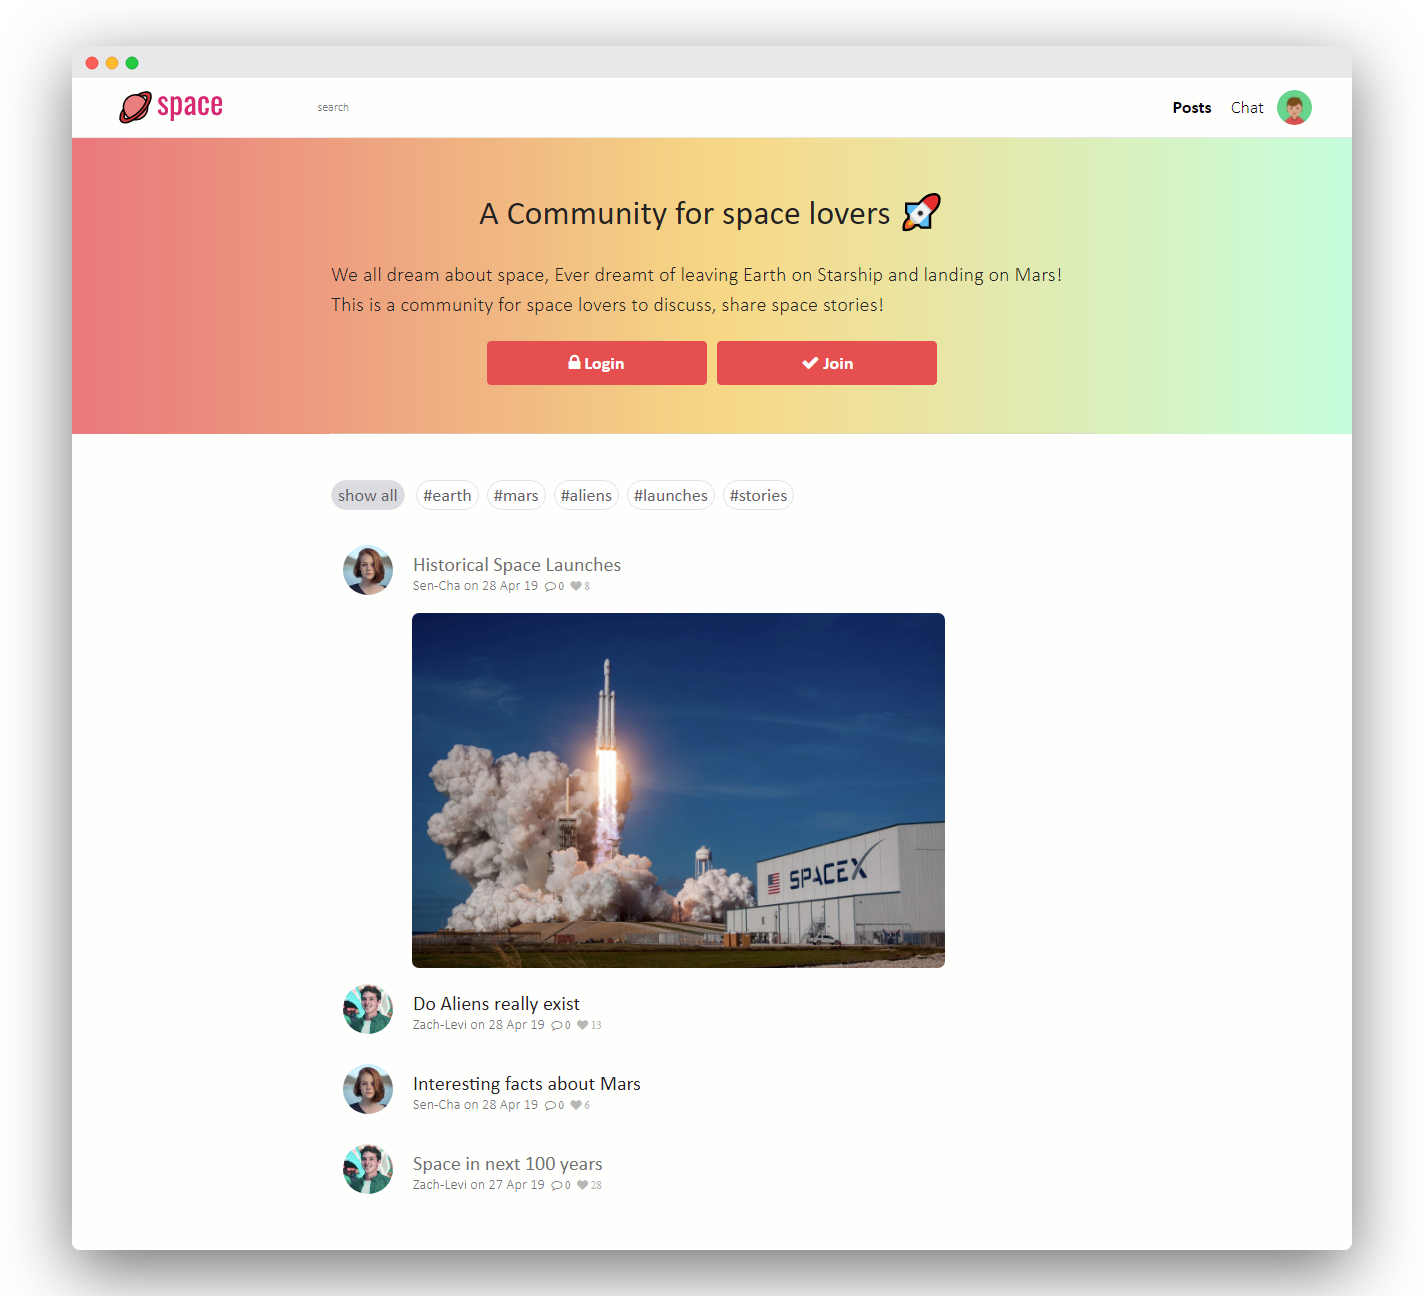 space
search
Posts
Chat
A Community for space lovers
We all dream about space, Ever dreamt of leaving Earth on Starship and landing on Mars!
This is a community for space lovers to discuss, share space stories!
Login
Join
show all
#earth
#mars
#aliens
#launches
#stories
Historical Space Launches
Sen-Cha on 28 Apr 19 0 8
SPACEX
Do Aliens really exist
Zach-Levi on 28 Apr 19 0 13
Interesting facts about Mars
Sen-Cha on 28 Apr 19 0 6
Space in next 100 years
Zach-Levi on 27 Apr 19 0 28